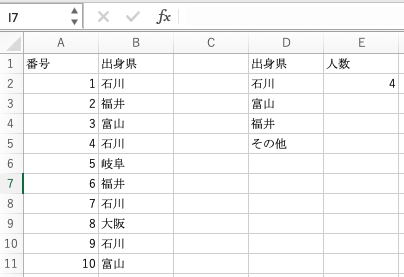 I7 fx
A B C D E
1 番号 出身県 出身県 人数
2 1 石川 石川 4
3 2 福井 富山
4 3 富山 福井
5 4 石川 その他
6 5 岐阜
7 6 福井
8 7 石川
9 8 大阪
10 9 石川
11 10 富山